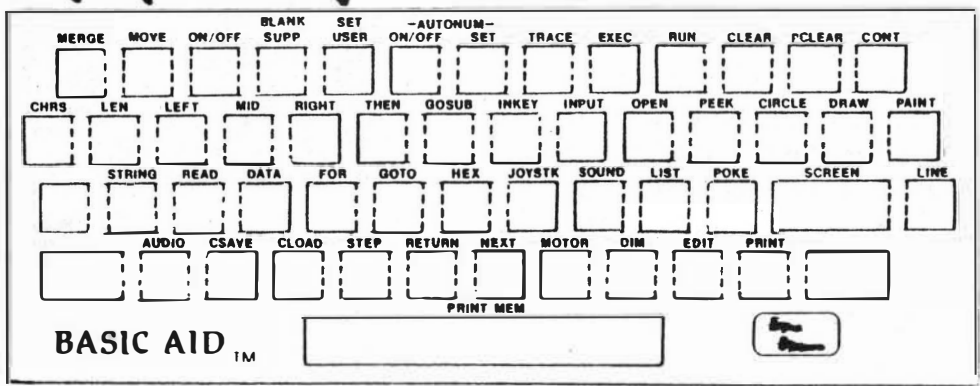 BLANK SET -AUTONUM-
MERGE MOVE ON/OFF SUPP USER ON/OFF SET TRACE EXEC RUN CLEAR PCLEAR CONT
CHRS LEN LEFT MID RIGHT THEN GOSUB INKEY INPUT OPEN PEEK CIRCLE DRAW PAINT
STRING READ DATA FOR GOTO HEX JOYSTK SOUND LIST POKE SCREEN LINE
AUDIO CSAVE CLOAD STEP RETURN NEXT MOTOR DIM EDIT PRINT
PRINT MEM
BASIC AID TM